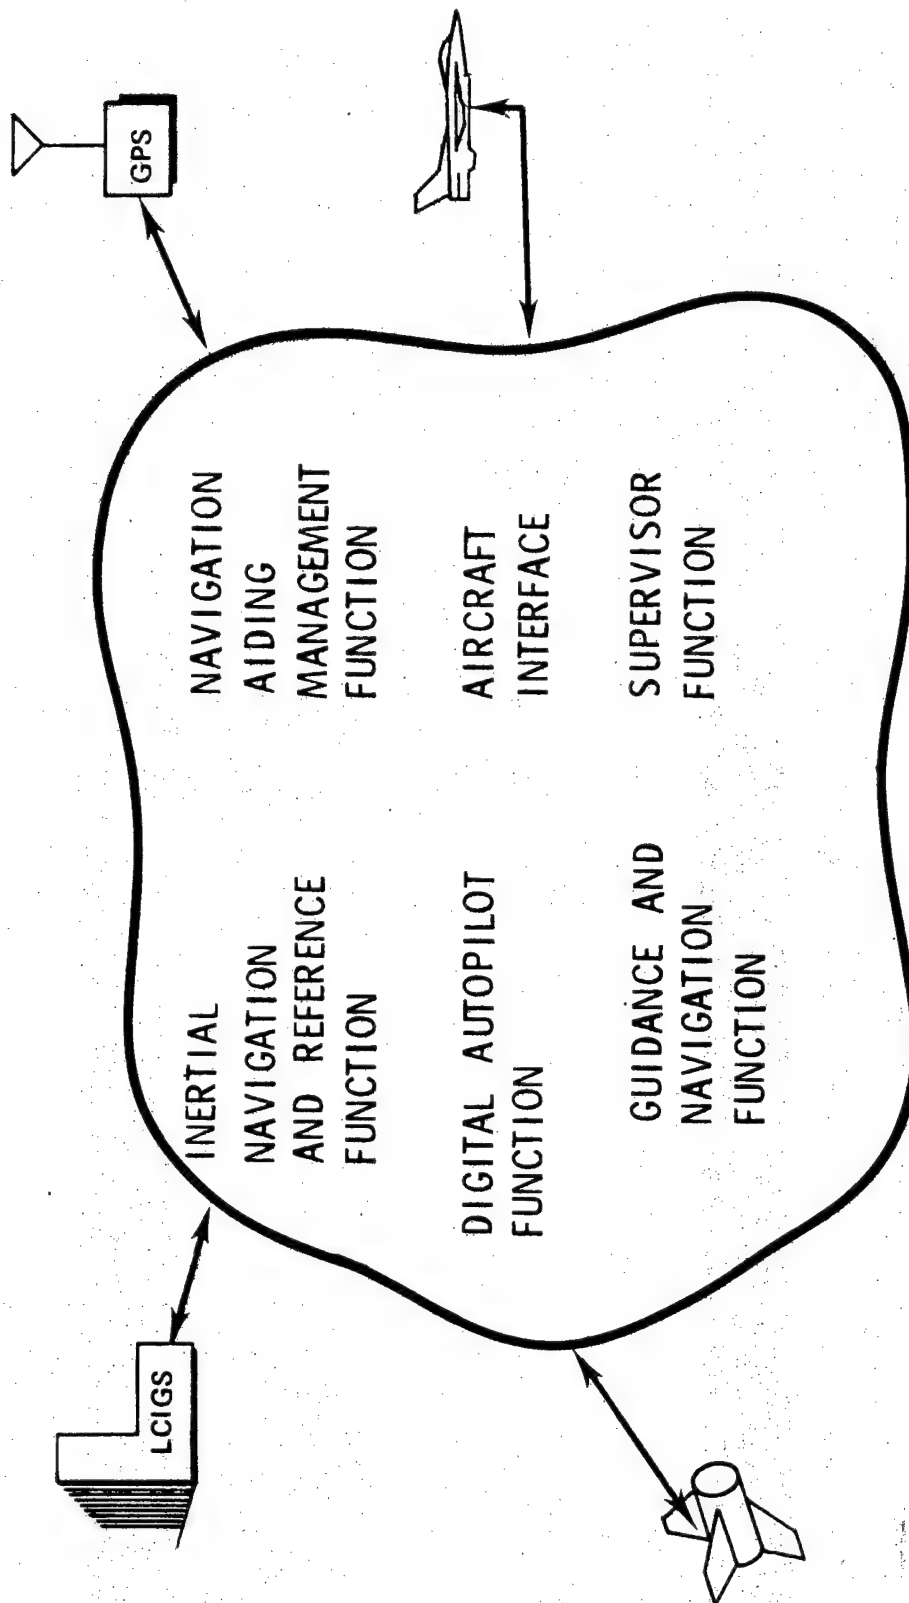 LCIGS
GPS
INERTIAL
NAVIGATION
AND REFERENCE
FUNCTION
NAVIGATION
AIDING
MANAGEMENT
FUNCTION
DIGITAL AUTOPILOT
FUNCTION
AIRCRAFT
INTERFACE
GUIDANCE AND
NAVIGATION
FUNCTION
SUPERVISOR
FUNCTION